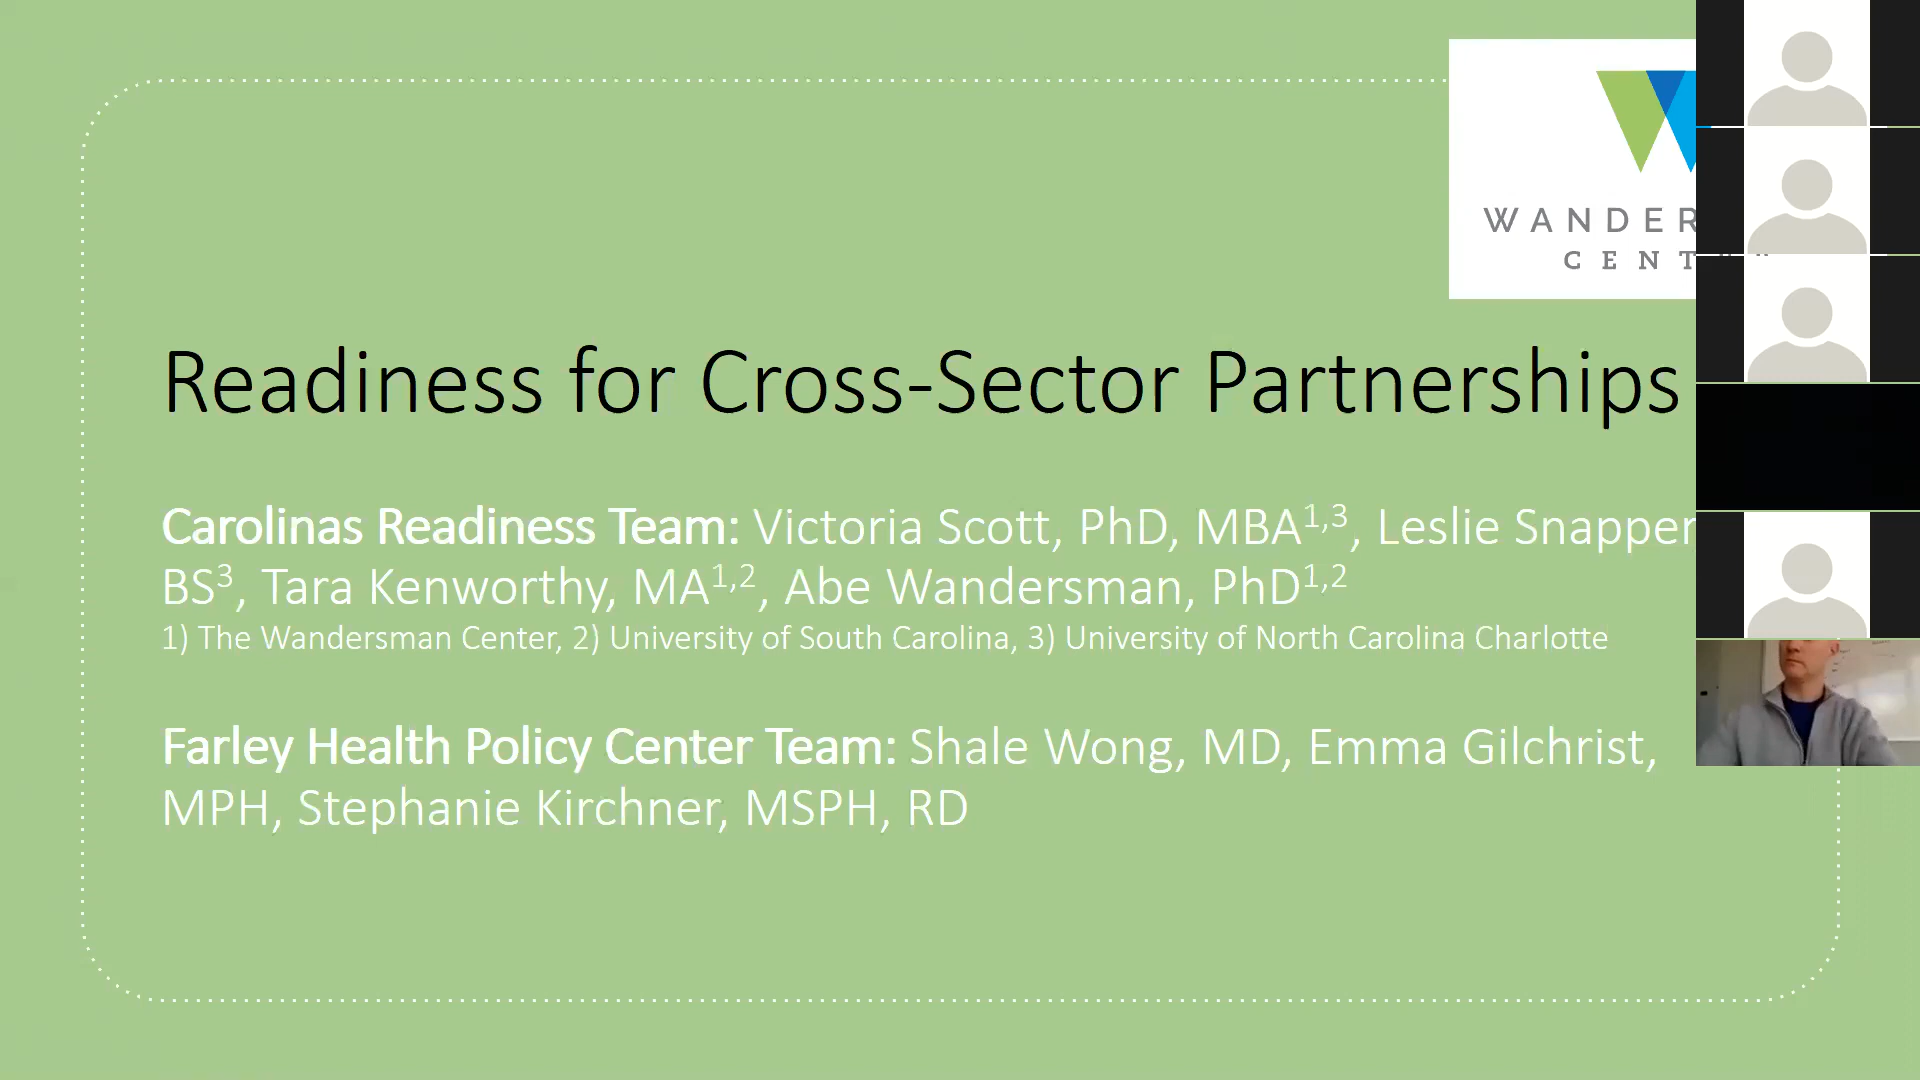 WANDER
CENT
Readiness for Cross-Sector Partnerships
Carolinas Readiness Team: Victoria Scott, PhD, MBA1,3, Leslie Snapper
BS3, Tara Kenworthy, MA1,2, Abe Wandersman, PhD1,2
1) The Wandersman Center, 2) University of South Carolina, 3) University of North Carolina Charlotte
Farley Health Policy Center Team: Shale Wong, MD, Emma Gilchrist,
MPH, Stephanie Kirchner, MSPH, RD